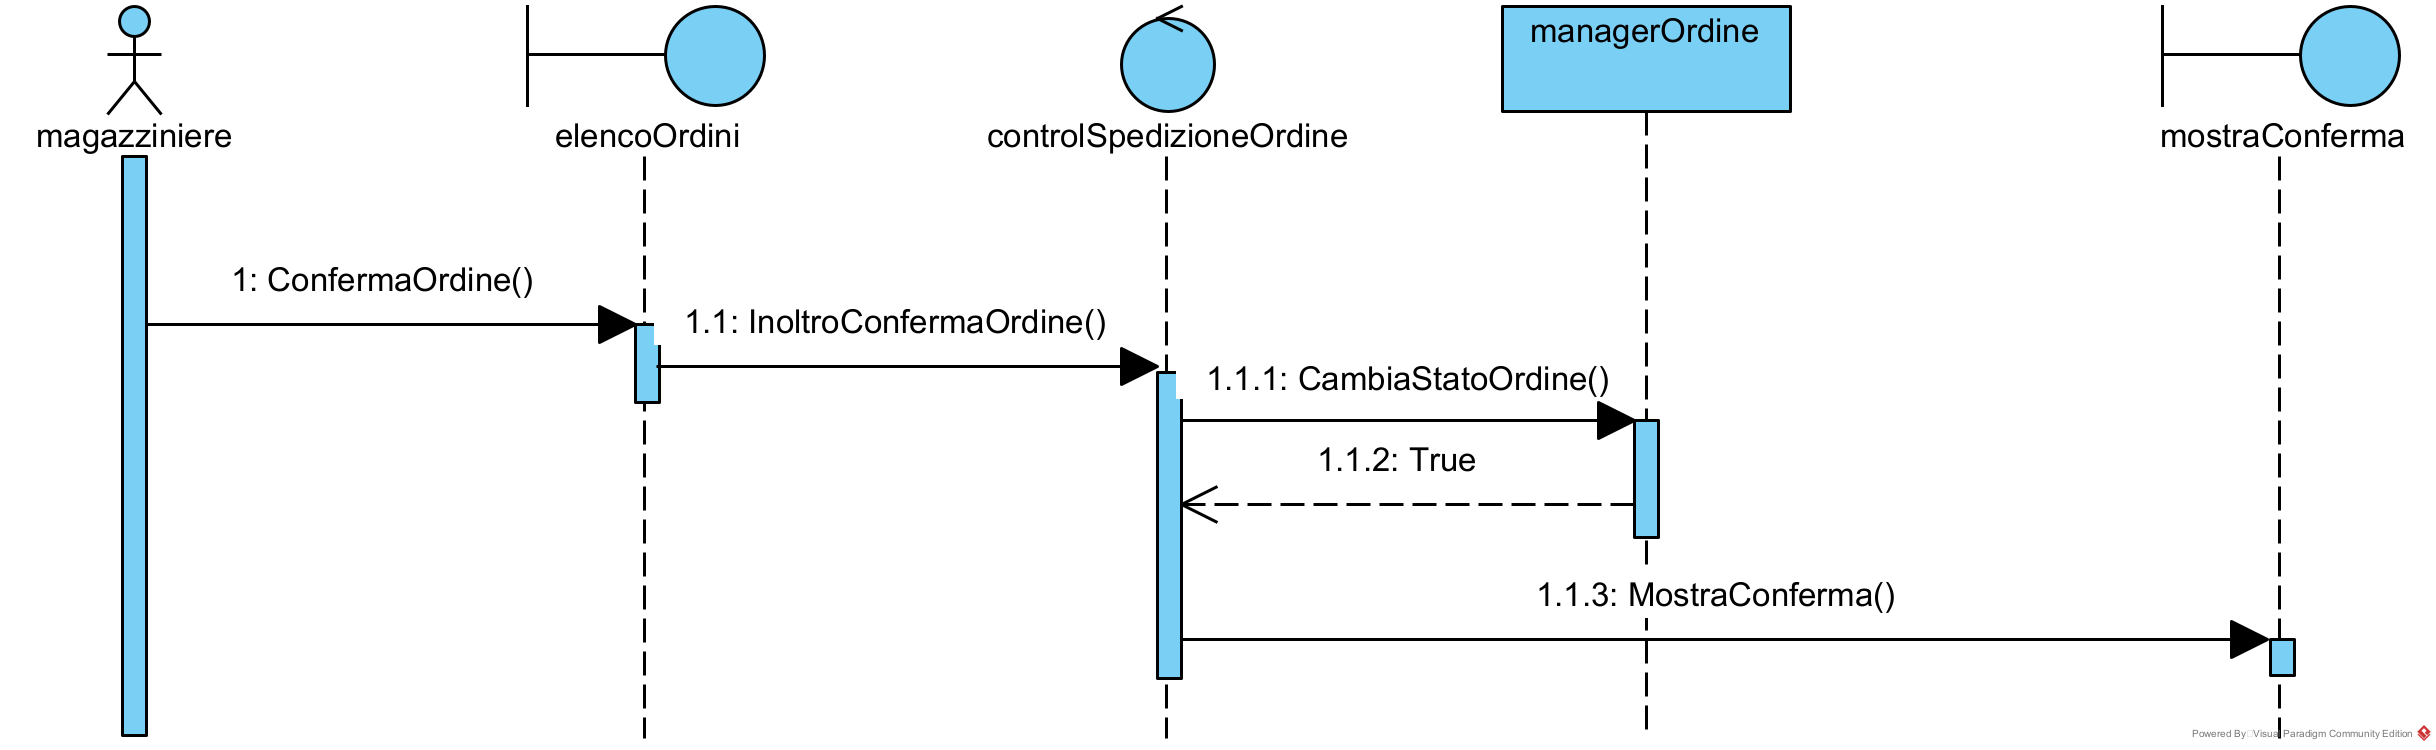 managerOrdine
magazziniere
elencoOrdini
controlSpedizioneOrdine
mostraConferma
1: ConfermaOrdine()
1.1: InoltroConfermaOrdine()
1.1.1: CambiaStatoOrdine()
1.1.2: True
1.1.3: MostraConferma()
Powered By Visual Paradigm Community Edition